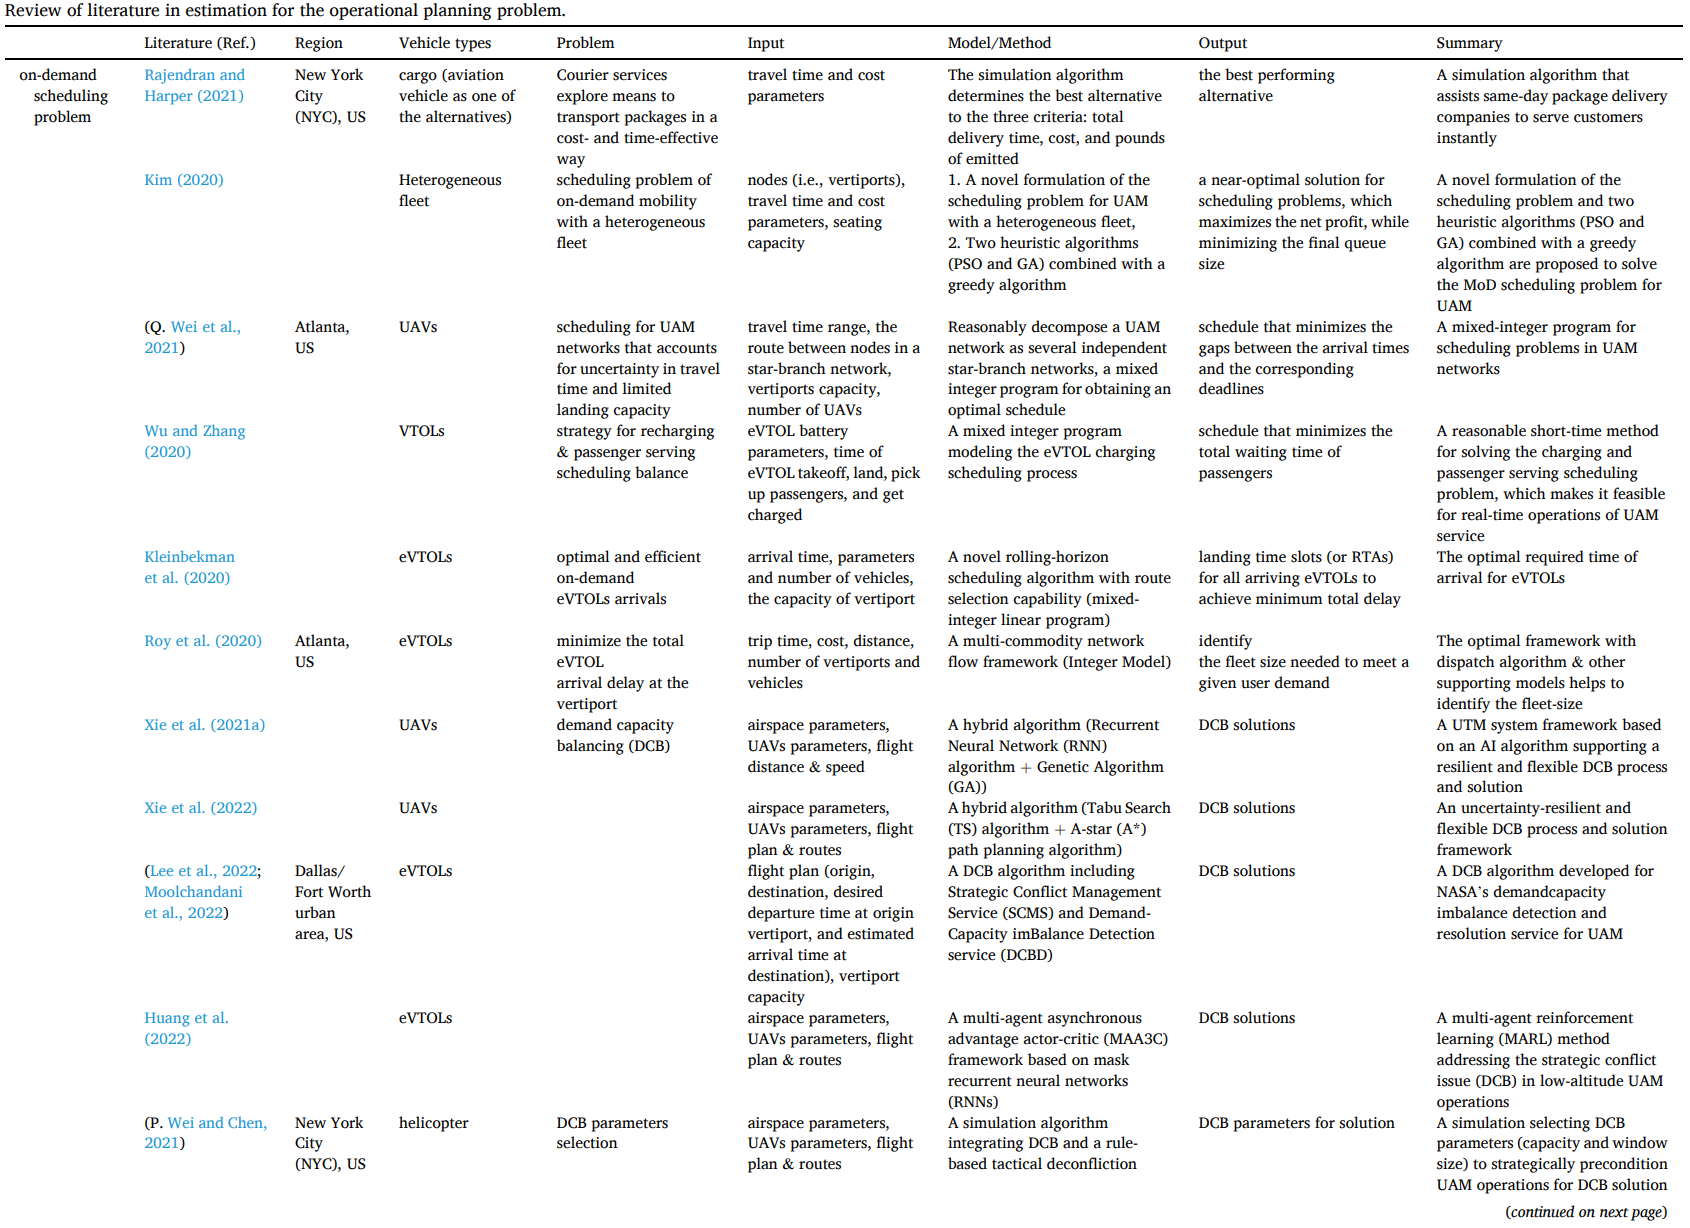 Review of literature in estimation for the operational planning problem.
Literature (Ref.) Region Vehicle types Problem Input Model/Method Output Summary
on-demand
scheduling
problem
Rajendran and
Harper (2021)
New York
City
(NYC), US
cargo (aviation
vehicle as one of
the alternatives)
Courier services
explore means to
transport packages in a
cost- and time-effective
way
travel time and cost
parameters
The simulation algorithm
determines the best alternative
to the three criteria: total
delivery time, cost, and pounds
of emitted
the best performing
alternative
A simulation algorithm that
assists same-day package delivery
companies to serve customers
instantly
Kim (2020)
Heterogeneous
fleet
scheduling problem of
on-demand mobility
with a heterogeneous
fleet
nodes (i.e., vertiports),
travel time and cost
parameters, seating
capacity
1. A novel formulation of the
scheduling problem for UAM
with a heterogeneous fleet,
2. Two heuristic algorithms
(PSO and GA) combined with a
greedy algorithm
a near-optimal solution for
scheduling problems, which
maximizes the net profit, while
minimizing the final queue
size
A novel formulation of the
scheduling problem and two
heuristic algorithms (PSO and
GA) combined with a greedy
algorithm are proposed to solve
the MoD scheduling problem for
UAM
(Q. Wei et al.,
2021)
Atlanta,
US
UAVs
scheduling for UAM
networks that accounts
for uncertainty in travel
time and limited
landing capacity
travel time range, the
route between nodes in a
star-branch network,
vertiports capacity,
number of UAVs
Reasonably decompose a UAM
network as several independent
star-branch networks, a mixed
integer program for obtaining an
optimal schedule
schedule that minimizes the
gaps between the arrival times
and the corresponding
deadlines
A mixed-integer program for
scheduling problems in UAM
networks
Wu and Zhang
(2020)
VTOLs
strategy for recharging
& passenger serving
scheduling balance
eVTOL battery
parameters, time of
eVTOL takeoff, land, pick
up passengers, and get
charged
A mixed integer program
modeling the eVTOL charging
scheduling process
schedule that minimizes the
total waiting time of
passengers
A reasonable short-time method
for solving the charging and
passenger serving scheduling
problem, which makes it feasible
for real-time operations of UAM
service
Kleinbekman
et al. (2020)
eVTOLs
optimal and efficient
on-demand
eVTOLs arrivals
arrival time, parameters
and number of vehicles,
the capacity of vertiport
A novel rolling-horizon
scheduling algorithm with route
selection capability (mixed-
integer linear program)
landing time slots (or RTAs)
for all arriving eVTOLs to
achieve minimum total delay
The optimal required time of
arrival for eVTOLs
Roy et al. (2020)
Atlanta,
US
eVTOLs
minimize the total
eVTOL
arrival delay at the
vertiport
trip time, cost, distance,
number of vertiports and
vehicles
A multi-commodity network
flow framework (Integer Model)
identify
the fleet size needed to meet a
given user demand
The optimal framework with
dispatch algorithm & other
supporting models helps to
identify the fleet-size
Xie et al. (2021a)
UAVs
demand capacity
balancing (DCB)
airspace parameters,
UAVs parameters, flight
distance & speed
A hybrid algorithm (Recurrent
Neural Network (RNN)
algorithm + Genetic Algorithm
(GA))
DCB solutions
A UTM system framework based
on an AI algorithm supporting a
resilient and flexible DCB process
and solution
Xie et al. (2022)
UAVs
airspace parameters,
UAVs parameters, flight
plan & routes
A hybrid algorithm (Tabu Search
(TS) algorithm + A-star (A*)
path planning algorithm)
DCB solutions
An uncertainty-resilient and
flexible DCB process and solution
framework
(Lee et al., 2022;
Moolchandani
et al., 2022)
Dallas/
Fort Worth
urban
area, US
eVTOLs
flight plan (origin,
destination, desired
departure time at origin
vertiport, and estimated
arrival time at
destination), vertiport
capacity
A DCB algorithm including
Strategic Conflict Management
Service (SCMS) and Demand-
Capacity imBalance Detection
service (DCBD)
DCB solutions
A DCB algorithm developed for
NASA's demandcapacity
imbalance detection and
resolution service for UAM
Huang et al.
(2022)
eVTOLs
airspace parameters,
UAVs parameters, flight
plan & routes
A multi-agent asynchronous
advantage actor-critic (MAA3C)
framework based on mask
recurrent neural networks
(RNNs)
DCB solutions
A multi-agent reinforcement
learning (MARL) method
addressing the strategic conflict
issue (DCB) in low-altitude UAM
operations
(P. Wei and Chen,
2021)
New York
City
(NYC), US
helicopter
DCB parameters
selection
airspace parameters,
UAVs parameters, flight
plan & routes
A simulation algorithm
integrating DCB and a rule-
based tactical deconfliction
DCB parameters for solution
A simulation selecting DCB
parameters (capacity and window
size) to strategically precondition
UAM operations for DCB solution
(continued on next page)